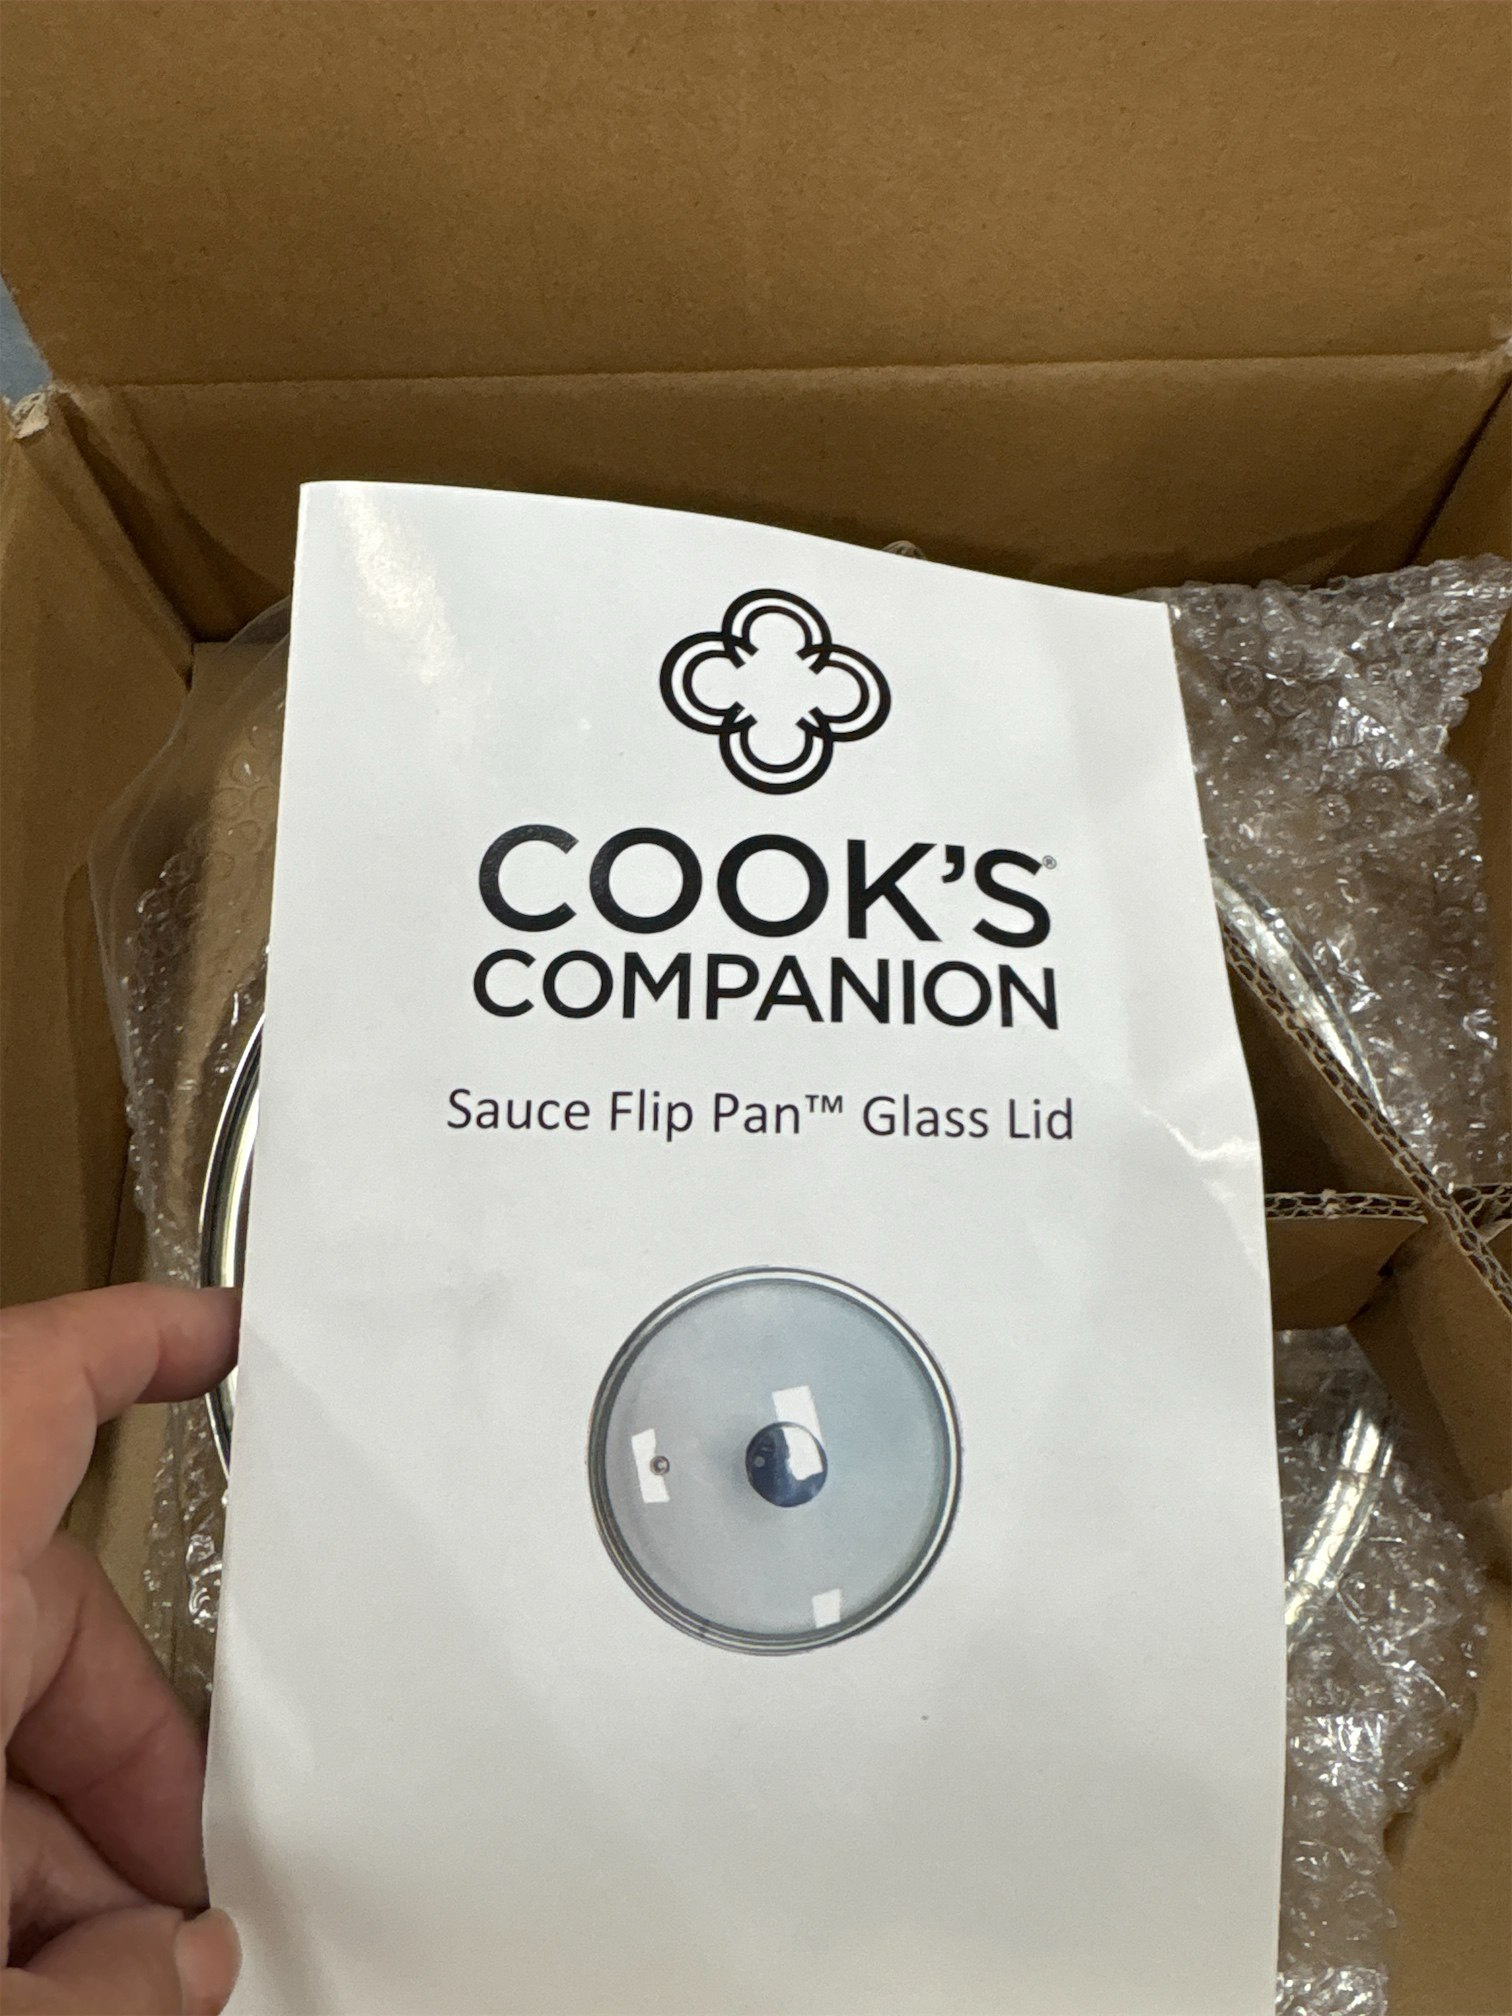 COOK'S®
COMPANION
Sauce Flip Pan™ Glass Lid